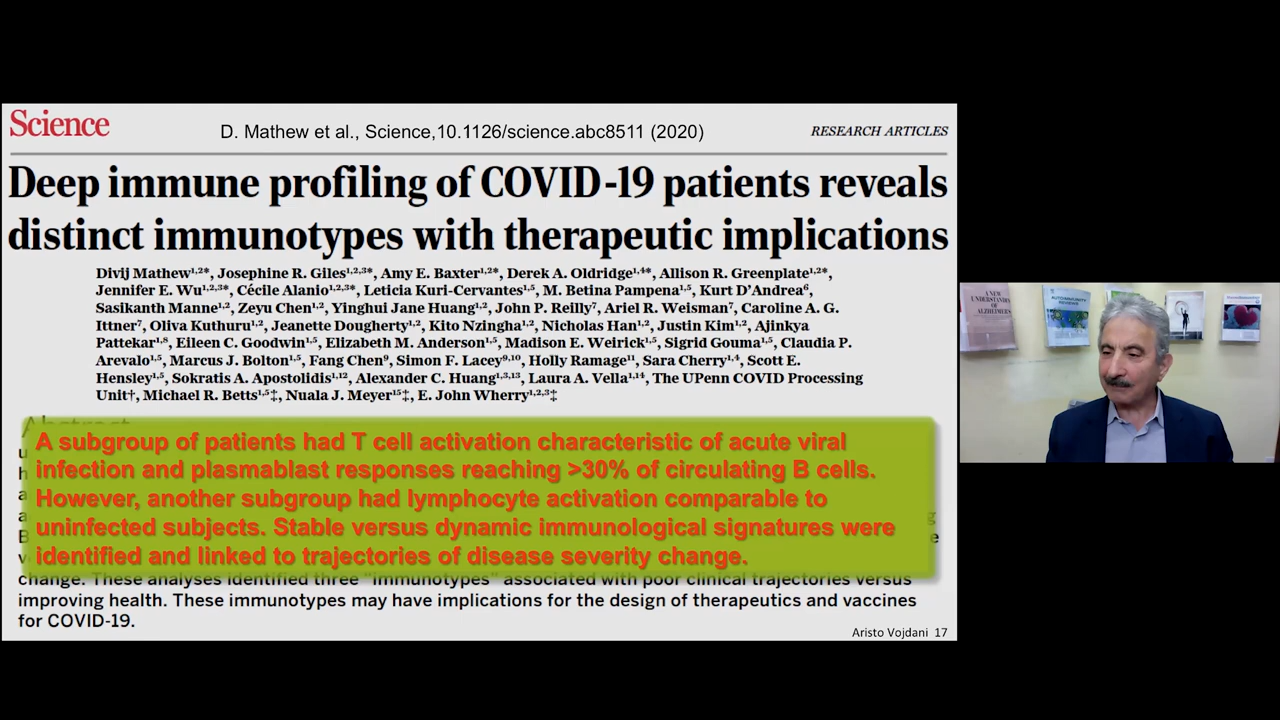 Science
D. Mathew et al., Science,10.1126/science.abc8511 (2020)
RESEARCH ARTICLES
Deep immune profiling of COVID-19 patients reveals
distinct immunotypes with therapeutic implications
Divij Mathew1,2*, Josephine R. Giles1,2,3*, Amy E. Baxter1,2*, Derek A. Oldridge1,4*, Allison R. Greenplate1,2*,
Jennifer E. Wu1,2,3*, Cécile Alanio1,2,3*, Leticia Kuri-Cervantes1,5, M. Betina Pampena1,5, Kurt D’Andrea6,
Sasikanth Manne1,2, Zeyu Chen1,2, Yinghui Jane Huang1,2, John P. Reilly7, Ariel R. Weisman7, Caroline A. G.
Ittner7, Oliva Kuthuru1,2, Jeanette Dougherty1,2, Kito Nzingha1,2, Nicholas Han1,2, Justin Kim1,2, Ajinkya
Pattekar1,8, Eileen C. Goodwin1,5, Elizabeth M. Anderson1,5, Madison E. Weirick1,5, Sigrid Gouma1,5, Claudia P.
Arevalo1,5, Marcus J. Bolton1,5, Fang Chen9, Simon F. Lacey9,10, Holly Ramage11, Sara Cherry1,4, Scott E.
Hensley1,5, Sokratis A. Apostolidis1,12, Alexander C. Huang1,3,13, Laura A. Vella1,14, The UPenn COVID Processing
Unit†, Michael R. Betts1,5‡, Nuala J. Meyer15‡, E. John Wherry1,2,3‡
Abstract
A subgroup of patients had T cell activation characteristic of acute viral
infection and plasmablast responses reaching >30% of circulating B cells.
However, another subgroup had lymphocyte activation comparable to
uninfected subjects. Stable versus dynamic immunological signatures were
identified and linked to trajectories of disease severity change.
change. These analyses identified three “immunotypes” associated with poor clinical trajectories versus
improving health. These immunotypes may have implications for the design of therapeutics and vaccines
for COVID-19.
Aristo Vojdani 17
A NEW
UNDERSTANDING
OF
ALZHEIMERS
AUTOIMMUNITY
REVIEWS